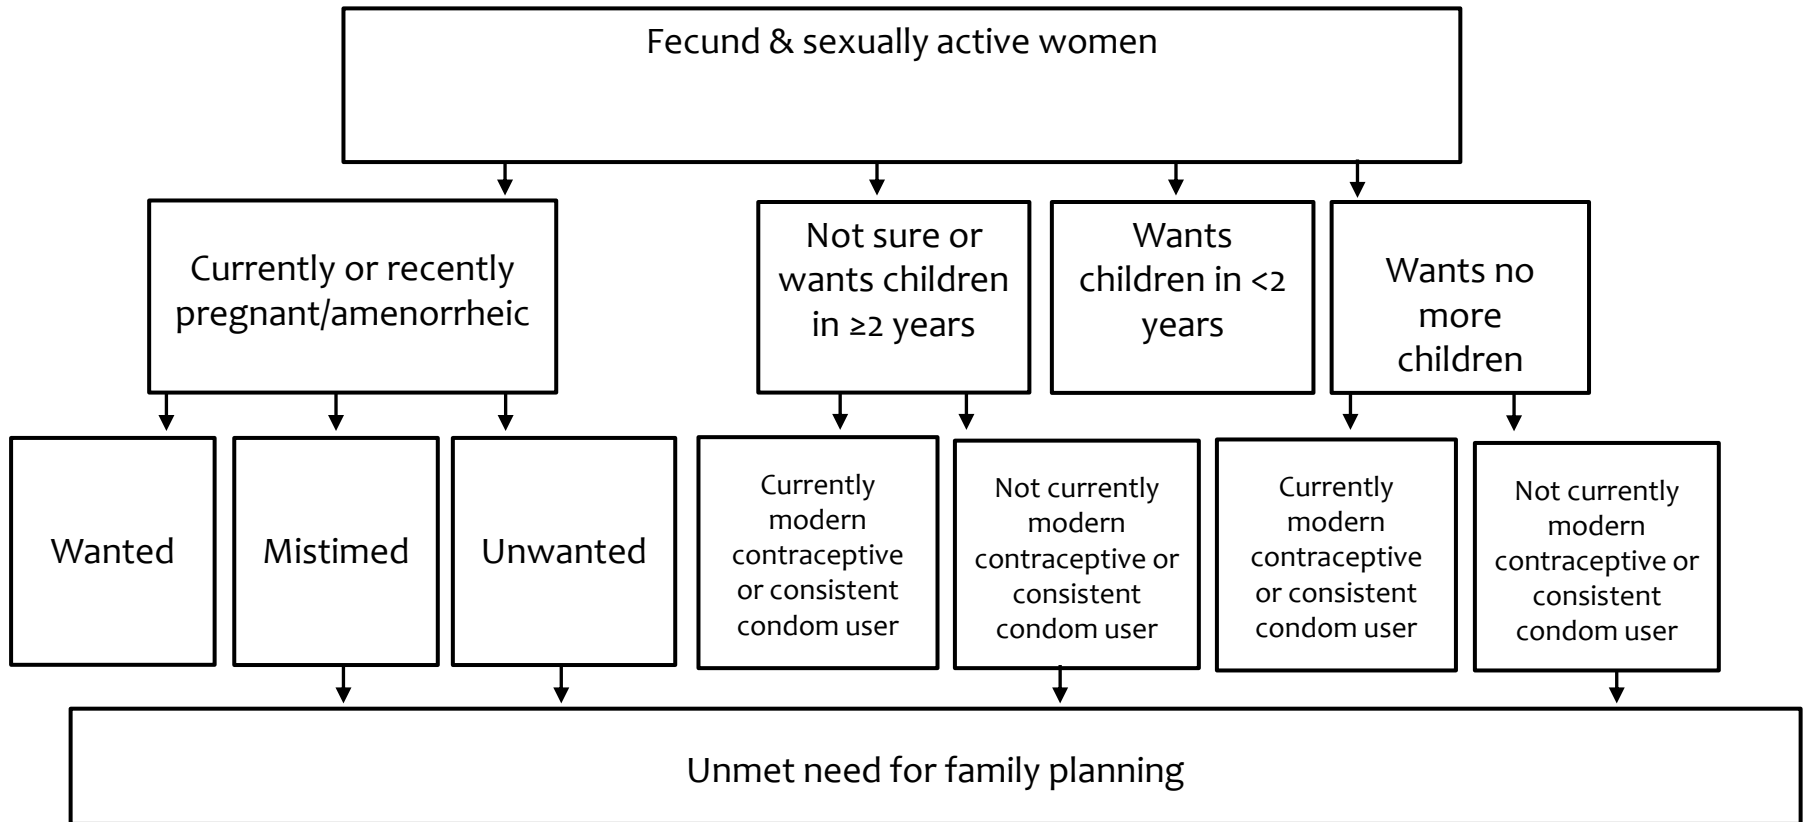 Fecund & sexually active women
Currently or recently
pregnant/amenorrheic
Not sure or
wants children
in ≥2 years
Wants
children in <2
years
Wants no
more
children
Wanted
Mistimed
Unwanted
Currently
modern
contraceptive
or consistent
condom user
Not currently
modern
contraceptive or
consistent
condom user
Currently
modern
contraceptive
or consistent
condom user
Not currently
modern
contraceptive or
consistent
condom user
Unmet need for family planning